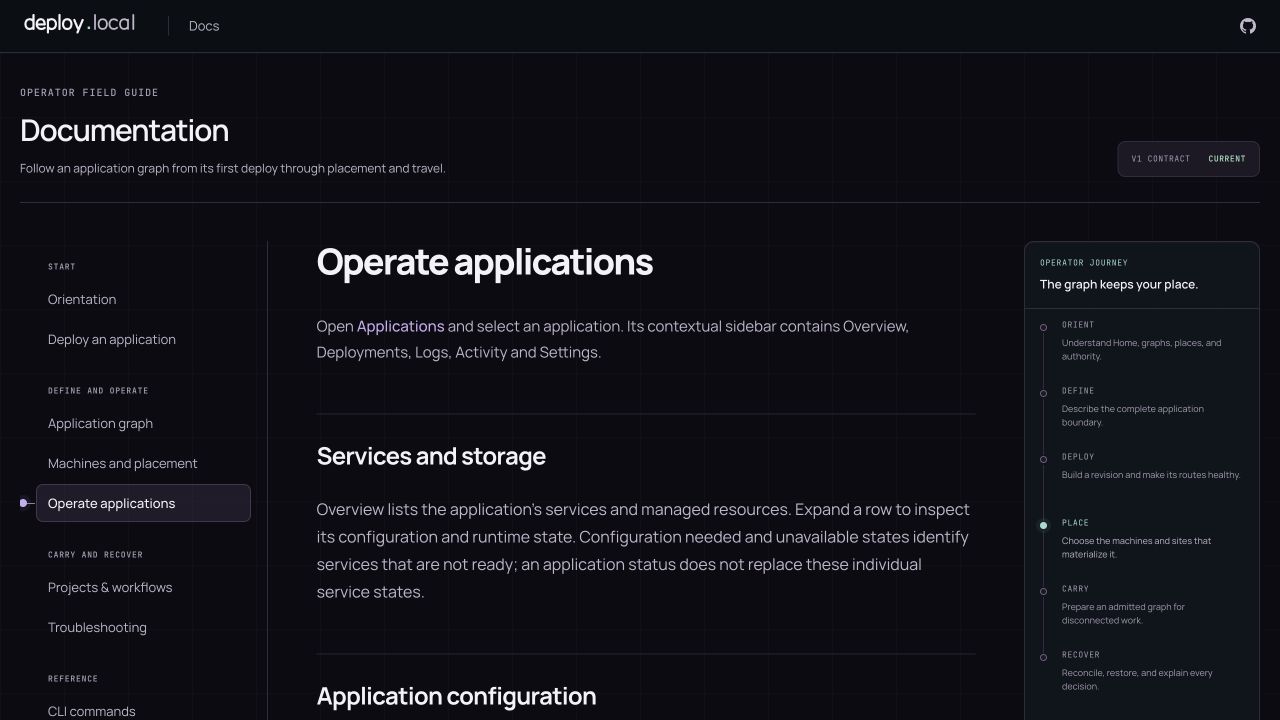 deploy.local
Docs
OPERATOR FIELD GUIDE
Documentation
Follow an application graph from its first deploy through placement and travel.
V1 CONTRACT CURRENT
START
Orientation
Deploy an application
DEFINE AND OPERATE
Application graph
Machines and placement
Operate applications
CARRY AND RECOVER
Projects & workflows
Troubleshooting
REFERENCE
CLI commands
Operate applications
Open Applications and select an application. Its contextual sidebar contains Overview,
Deployments, Logs, Activity and Settings.
Services and storage
Overview lists the application's services and managed resources. Expand a row to inspect
its configuration and runtime state. Configuration needed and unavailable states identify
services that are not ready; an application status does not replace these individual
service states.
Application configuration
OPERATOR JOURNEY
The graph keeps your place.
ORIENT
Understand Home, graphs, places, and
authority.
DEFINE
Describe the complete application
boundary.
DEPLOY
Build a revision and make its routes healthy.
PLACE
Choose the machines and sites that
materialize it.
CARRY
Prepare an admitted graph for
disconnected work.
RECOVER
Reconcile, restore, and explain every
decision.